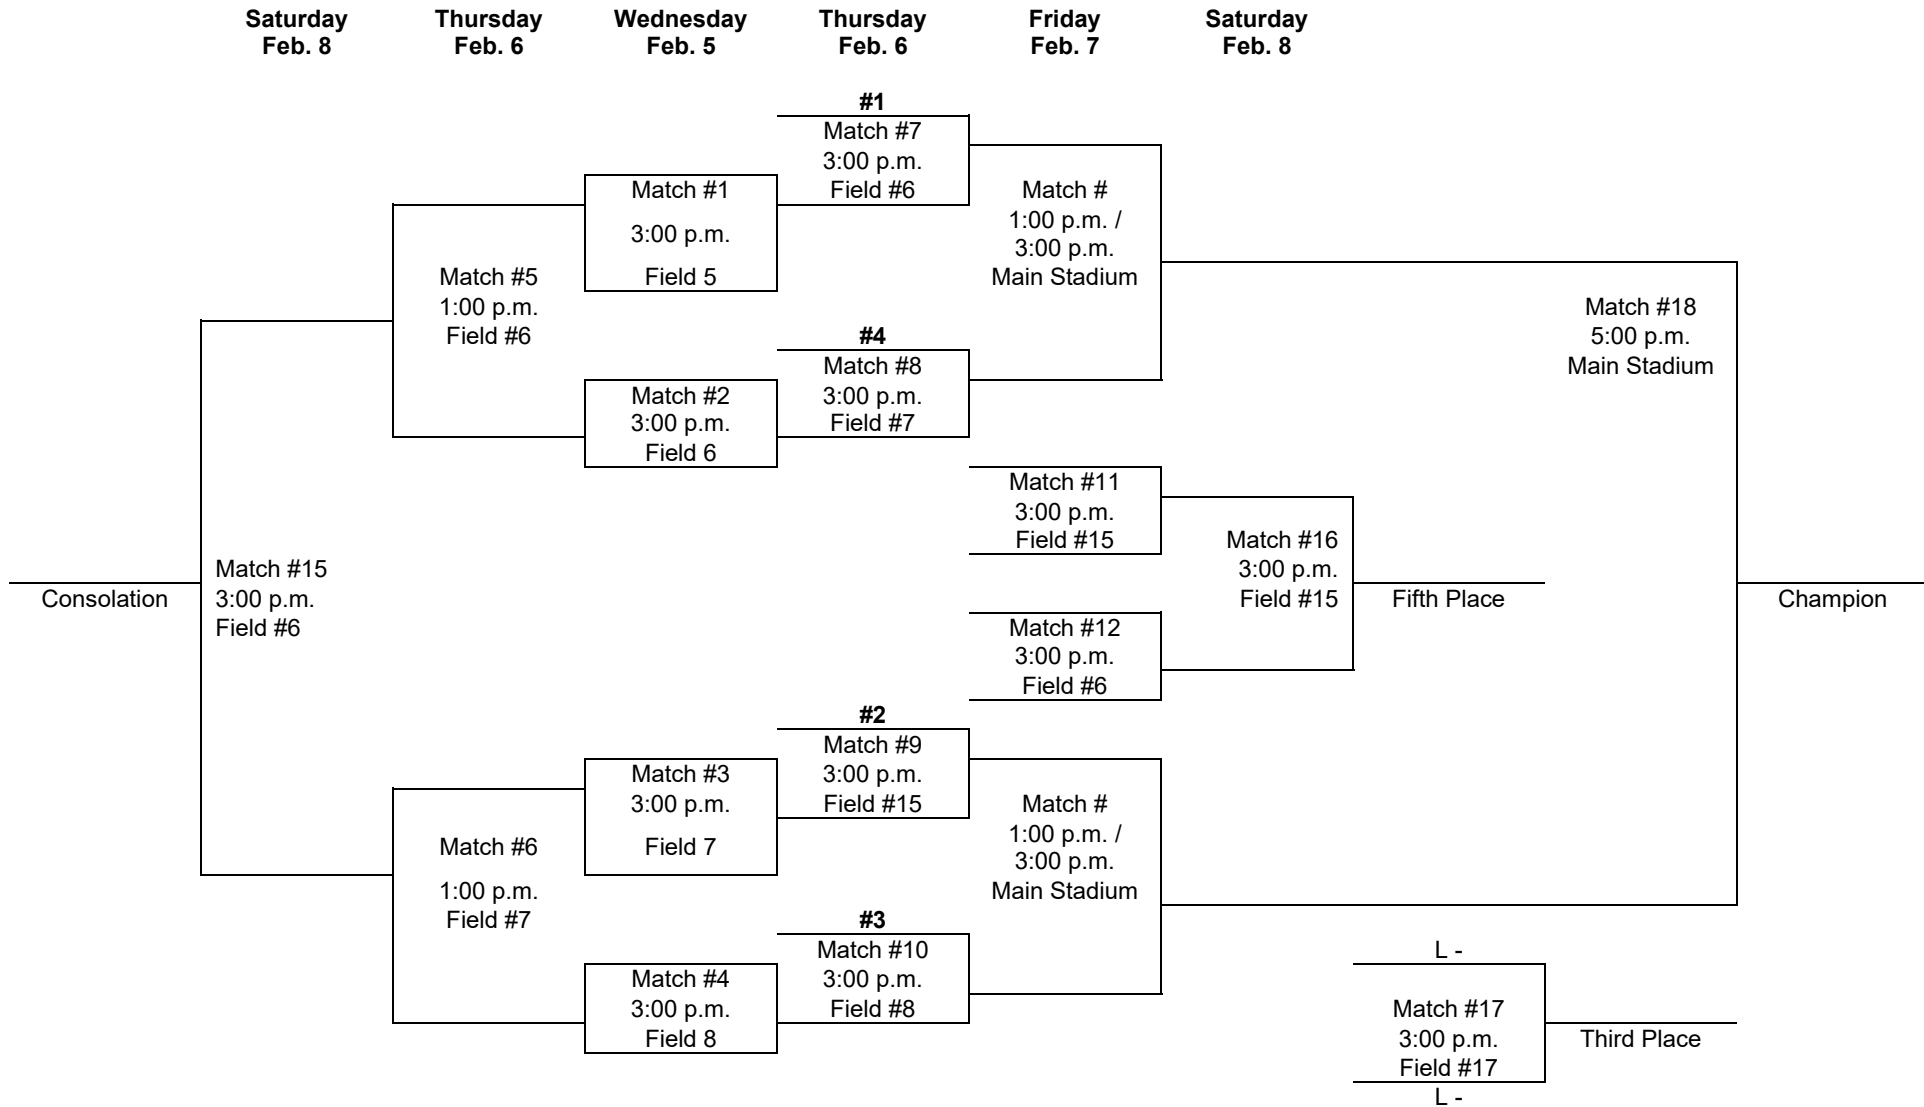 Saturday
Feb. 8
Thursday
Feb. 6
Wednesday
Feb. 5
Thursday
Feb. 6
Friday
Feb. 7
Saturday
Feb. 8
#1
Match #7
3:00 p.m.
Field #6
Match #1
3:00 p.m.
Field 5
Match #
1:00 p.m. /
3:00 p.m.
Main Stadium
Match #5
1:00 p.m.
Field #6
Match #18
5:00 p.m.
Main Stadium
#4
Match #8
3:00 p.m.
Field #7
Match #2
3:00 p.m.
Field 6
Match #11
3:00 p.m.
Field #15
Match #16
3:00 p.m.
Field #15
Match #15
3:00 p.m.
Field #6
Consolation
Fifth Place
Champion
Match #12
3:00 p.m.
Field #6
#2
Match #9
3:00 p.m.
Field #15
Match #3
3:00 p.m.
Field 7
Match #
1:00 p.m. /
3:00 p.m.
Main Stadium
Match #6
1:00 p.m.
Field #7
#3
Match #10
3:00 p.m.
Field #8
Match #4
3:00 p.m.
Field 8
L -
Match #17
3:00 p.m.
Field #17
Third Place
L -